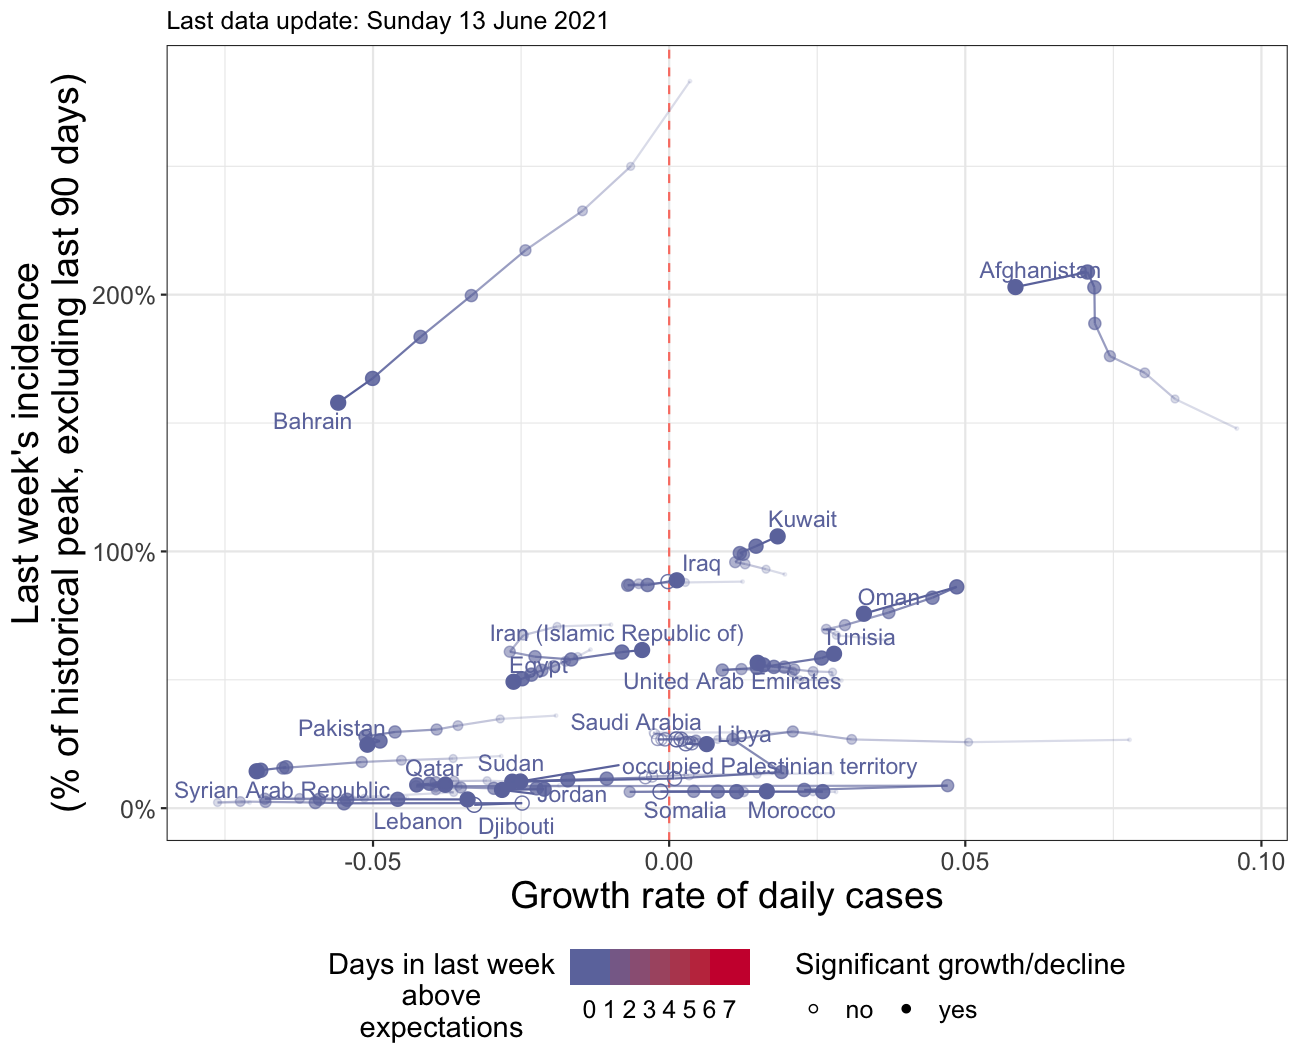 Last data update: Sunday 13 June 2021
Last week's incidence
(% of historical peak, excluding last 90 days)
200%
100%
0%
Afghanistan
Bahrain
Kuwait
Iraq
Oman
Iran (Islamic Republic of)
Tunisia
Egypt
United Arab Emirates
Saudi Arabia
Pakistan
Libya
Sudan
Qatar
occupied Palestinian territory
Syrian Arab Republic
Jordan
Somalia
Morocco
Lebanon
Djibouti
-0.05
0.00
0.05
0.10
Growth rate of daily cases
Days in last week
above
expectations
0 1 2 3 4 5 6 7
Significant growth/decline
no
yes